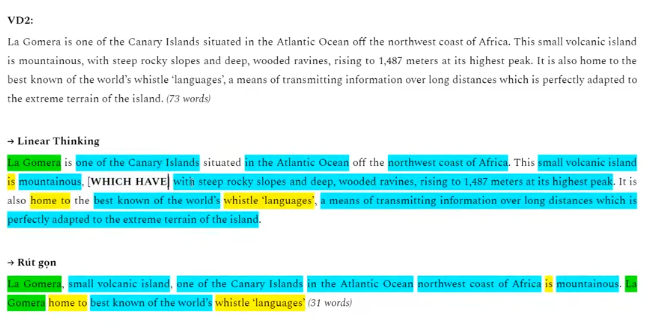 VD2:
La Gomera is one of the Canary Islands situated in the Atlantic Ocean off the northwest coast of Africa. This small volcanic island
is mountainous, with steep rocky slopes and deep, wooded ravines, rising to 1,487 meters at its highest peak. It is also home to the
best known of the world's whistle 'languages', a means of transmitting information over long distances which is perfectly adapted to
the extreme terrain of the island. (73 words)
→ Linear Thinking
La Gomera is one of the Canary Islands situated in the Atlantic Ocean off the northwest coast of Africa. This small volcanic island
is mountainous, [WHICH HAVE] with steep rocky slopes and deep, wooded ravines, rising to 1,487 meters at its highest peak. It is
also home to the best known of the world's whistle 'languages', a means of transmitting information over long distances which is
perfectly adapted to the extreme terrain of the island.
→ Rút gọn
La Gomera, small volcanic island, one of the Canary Islands in the Atlantic Ocean northwest coast of Africa is mountainous. La
Gomera home to best known of the world's whistle 'languages' (31 words)